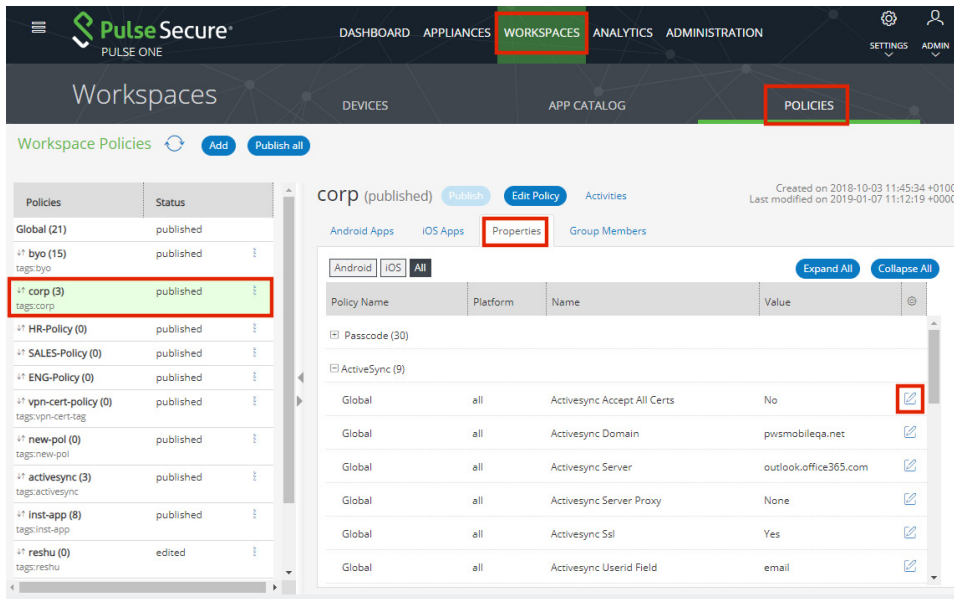 Pulse Secure®
PULSE ONE
DASHBOARD APPLIANCES WORKSPACES ANALYTICS ADMINISTRATION
SETTINGS ADMIN
Workspaces
DEVICES APP CATALOG POLICIES
Workspace Policies Add Publish all
Policies Status
Global (21) published
byo (15) published
tags:byo
corp (3) published
tags:corp
HR-Policy (0) published
SALES-Policy (0) published
ENG-Policy (0) published
vpn-cert-policy (0) published
tags:vpn-cert-tag
new-pol (0) published
tags:new-pol
activesync (3) published
tags:activesync
inst-app (8) published
tags:inst-app
reshu (0) edited
tags:reshu
corp (published) Publish Edit Policy Activities
Created on 2018-10-03 11:45:34 +0100
Last modified on 2019-01-07 11:12:19 +0000
Android Apps iOS Apps Properties Group Members
Android iOS All Expand All Collapse All
Policy Name Platform Name Value
Passcode (30)
ActiveSync (9)
Global all Activesync Accept All Certs No
Global all Activesync Domain pwsmobileqa.net
Global all Activesync Server outlook.office365.com
Global all Activesync Server Proxy None
Global all Activesync Ssl Yes
Global all Activesync Userid Field email